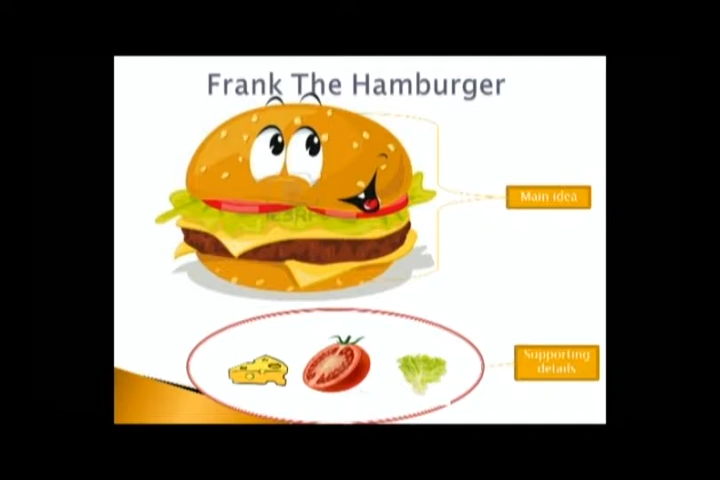 Frank The Hamburger
Main idea
Supporting
details